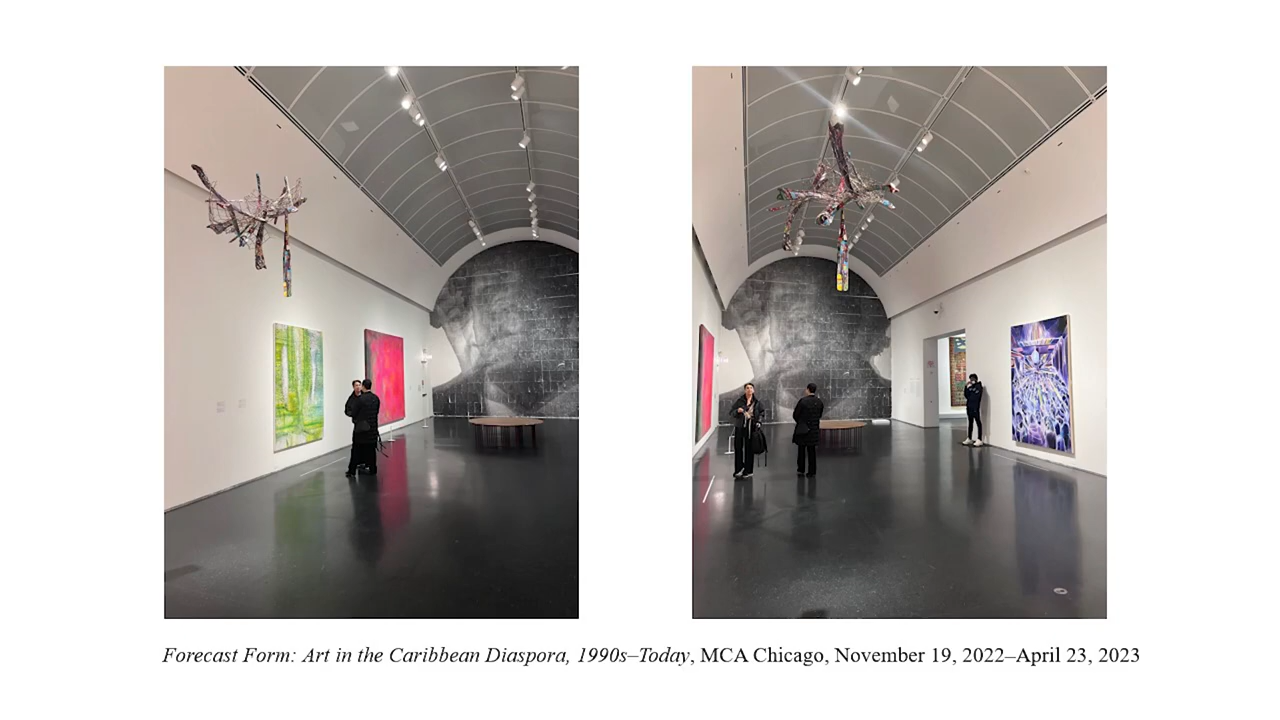 Forecast Form: Art in the Caribbean Diaspora, 1990s–Today, MCA Chicago, November 19, 2022–April 23, 2023